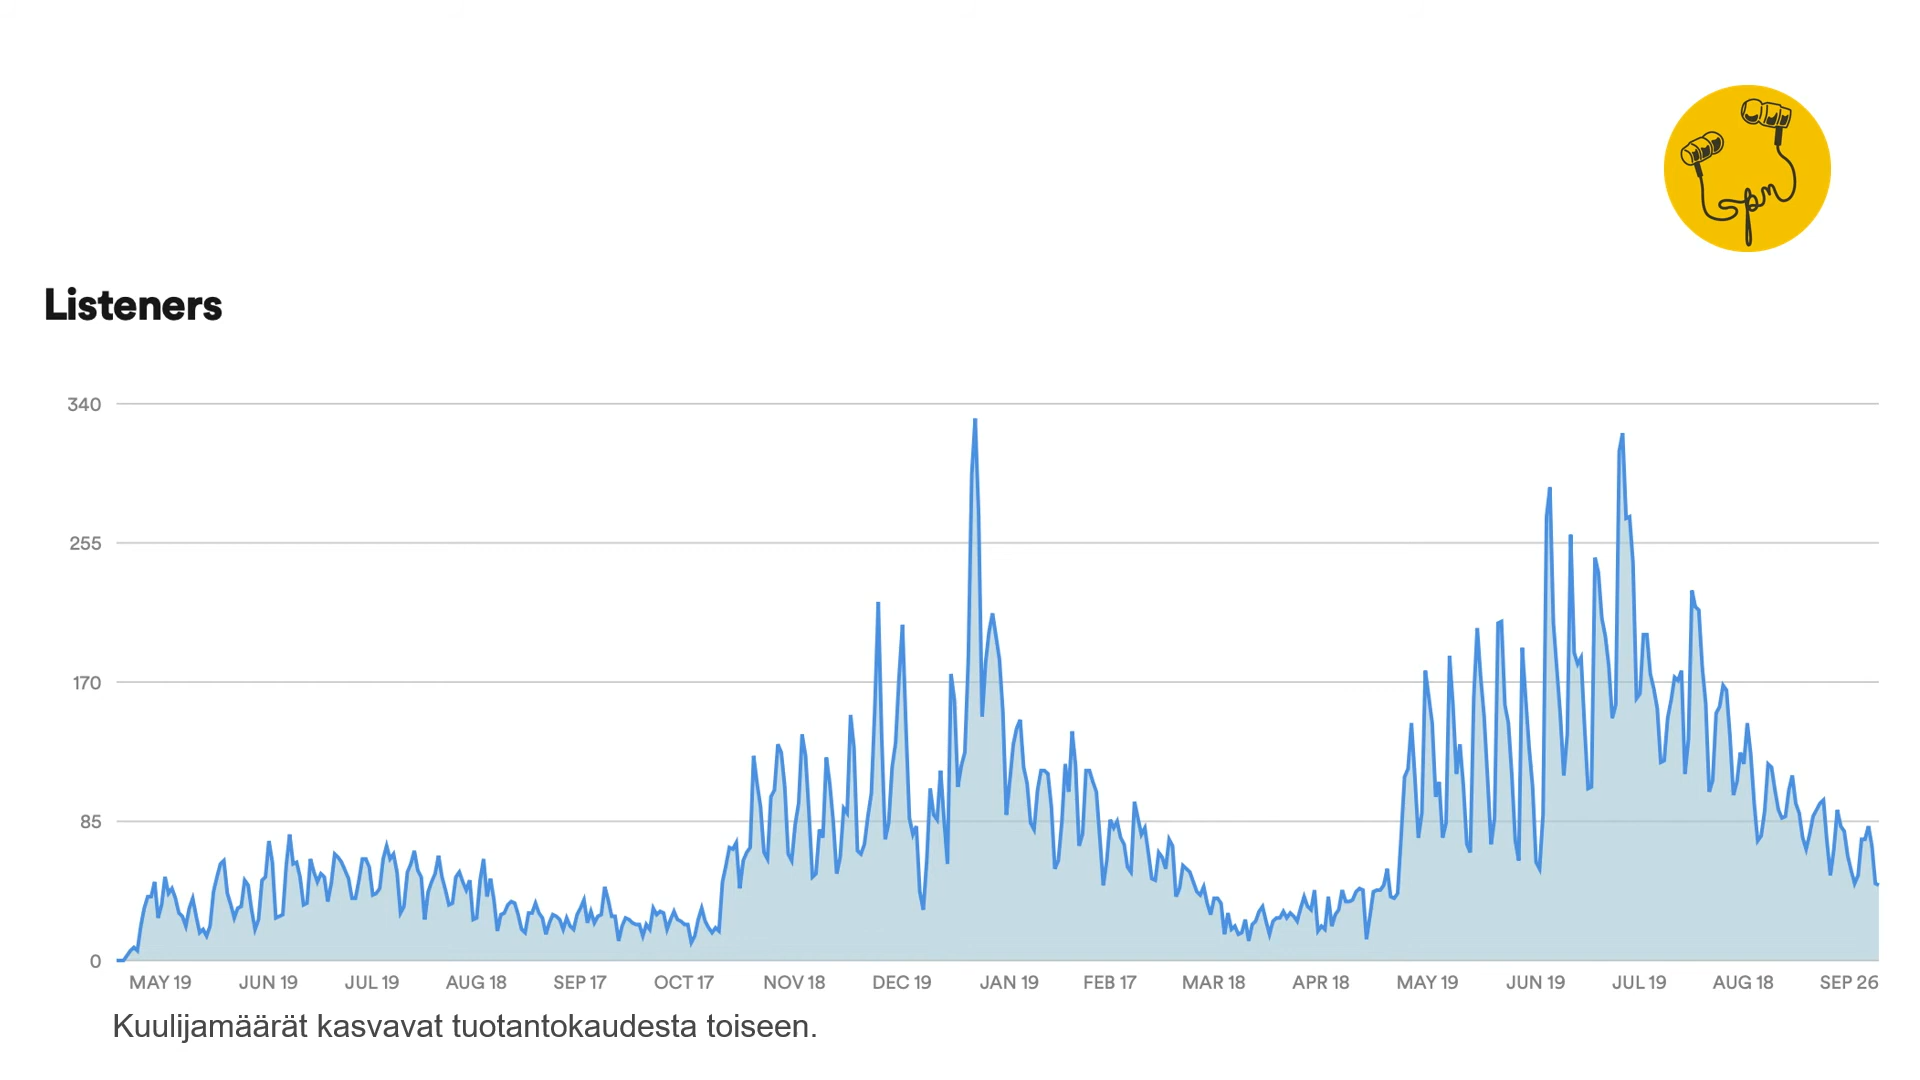 spm
Listeners
340
255
170
85
0
MAY 19 JUN 19 JUL 19 AUG 18 SEP 17 OCT 17 NOV 18 DEC 19 JAN 19 FEB 17 MAR 18 APR 18 MAY 19 JUN 19 JUL 19 AUG 18 SEP 26
Kuulijamäärät kasvavat tuotantokaudesta toiseen.